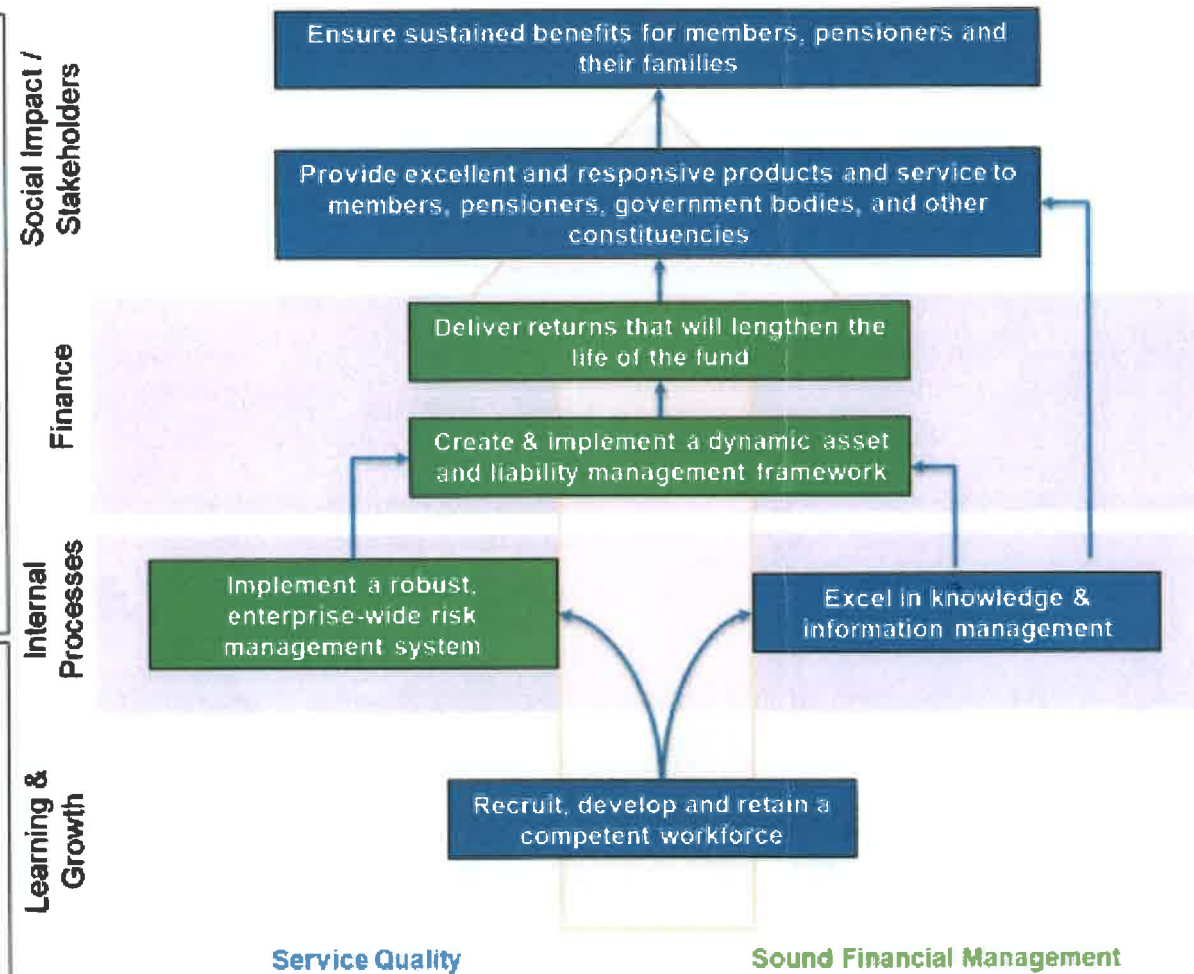 Social Impact /
Stakeholders
Ensure sustained benefits for members, pensioners and
their families
Provide excellent and responsive products and service to
members, pensioners, government bodies, and other
constituencies
Finance
Deliver returns that will lengthen the
life of the fund
Create & implement a dynamic asset
and liability management framework
Internal
Processes
Implement a robust,
enterprise-wide risk
management system
Excel in knowledge &
information management
Learning &
Growth
Recruit, develop and retain a
competent workforce
Service Quality
Sound Financial Management